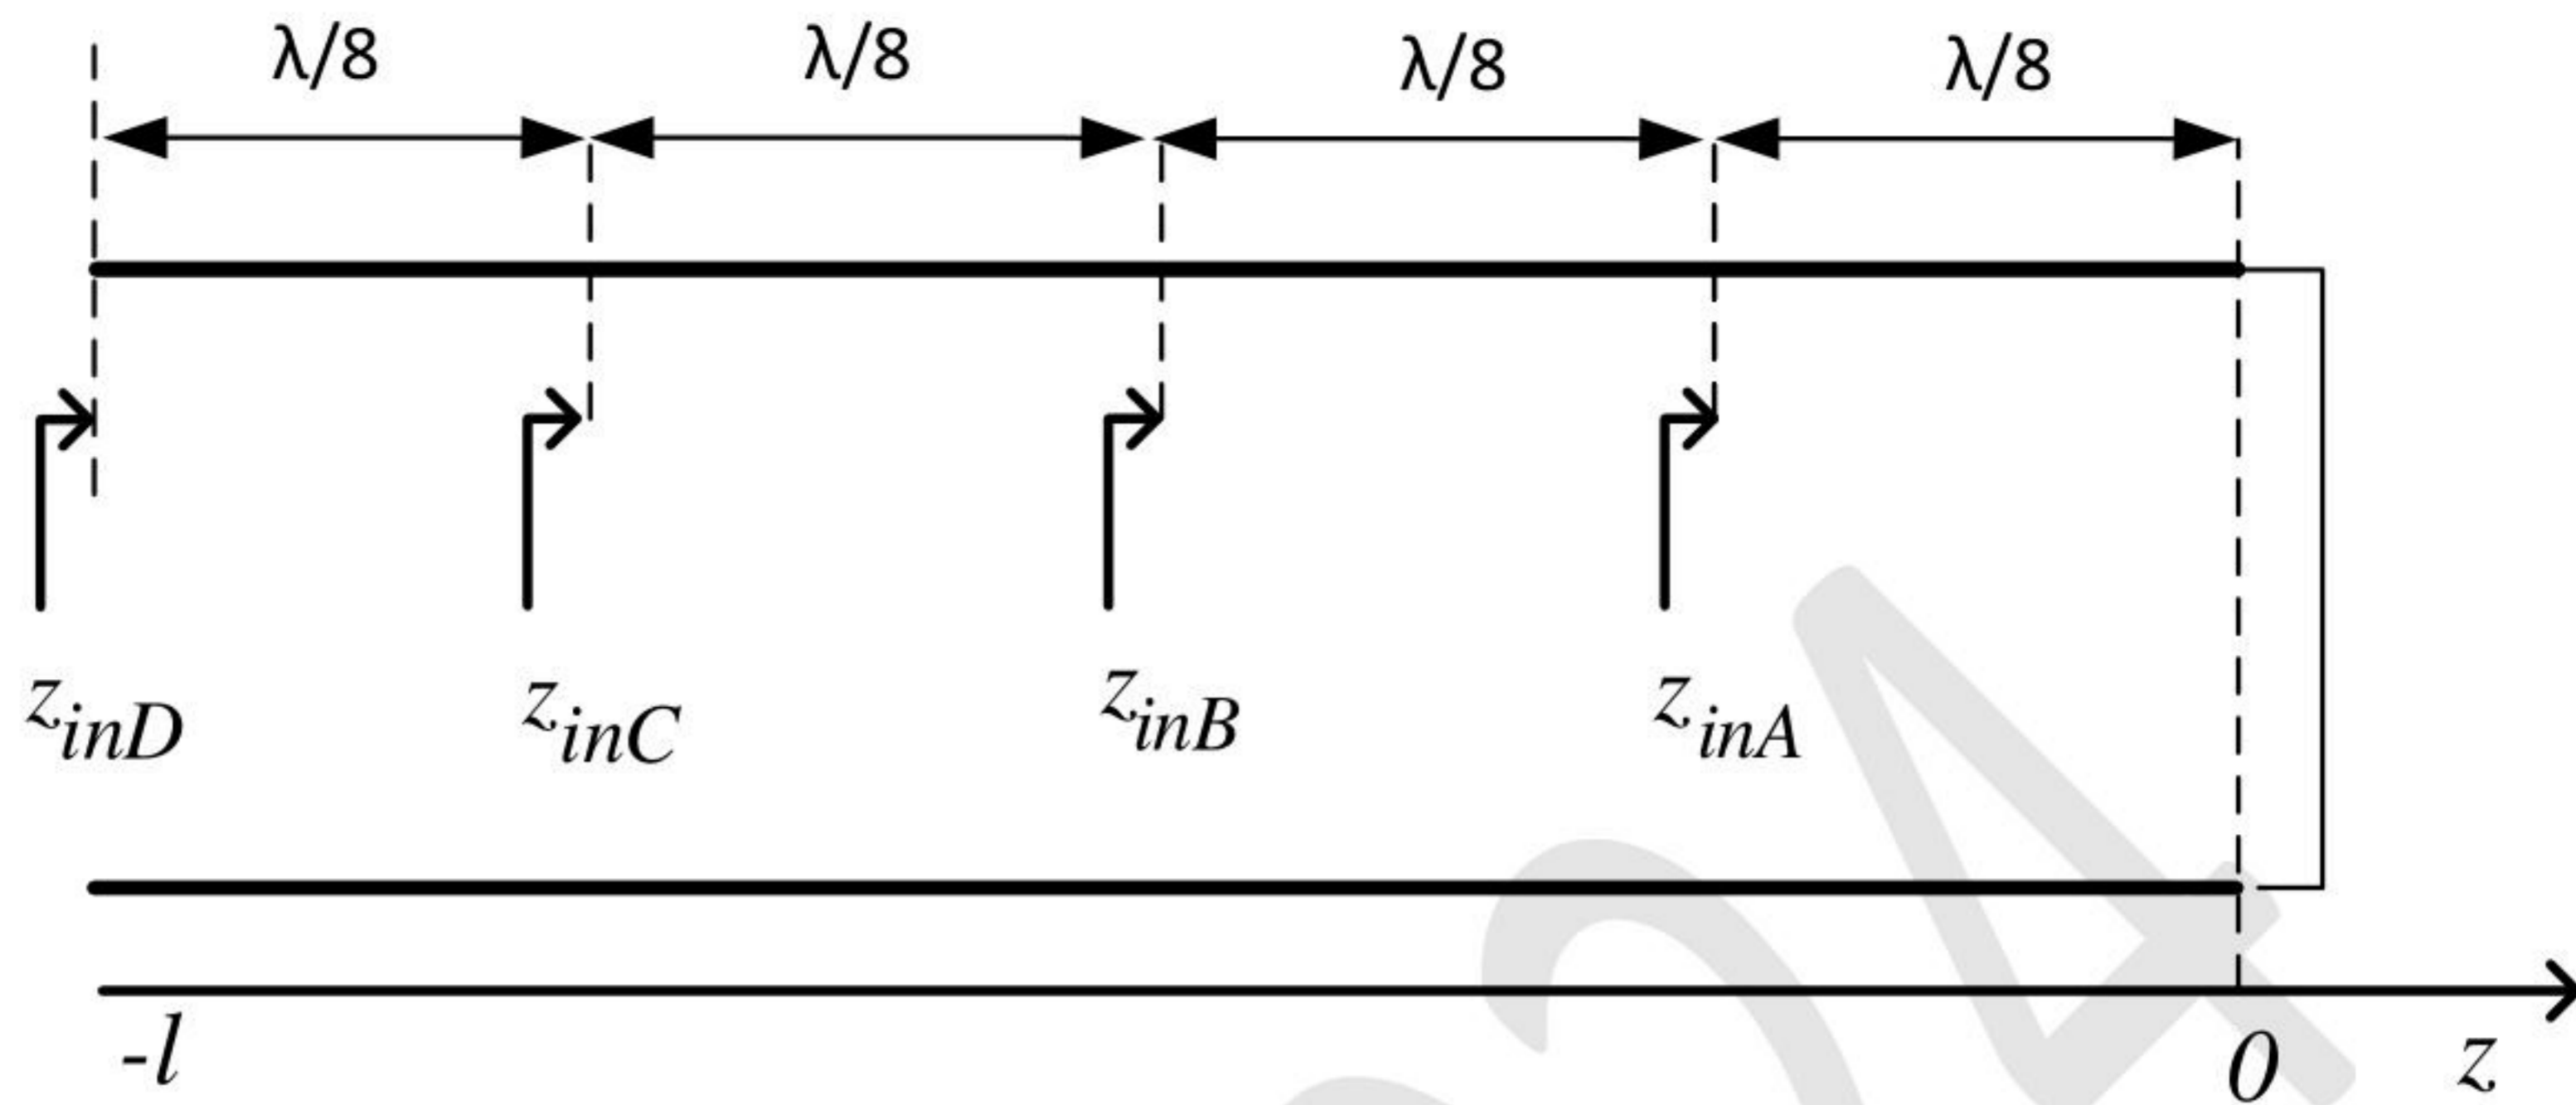 λ/8 λ/8 λ/8 λ/8
z_inD z_inC z_inB z_inA
-l 0 z